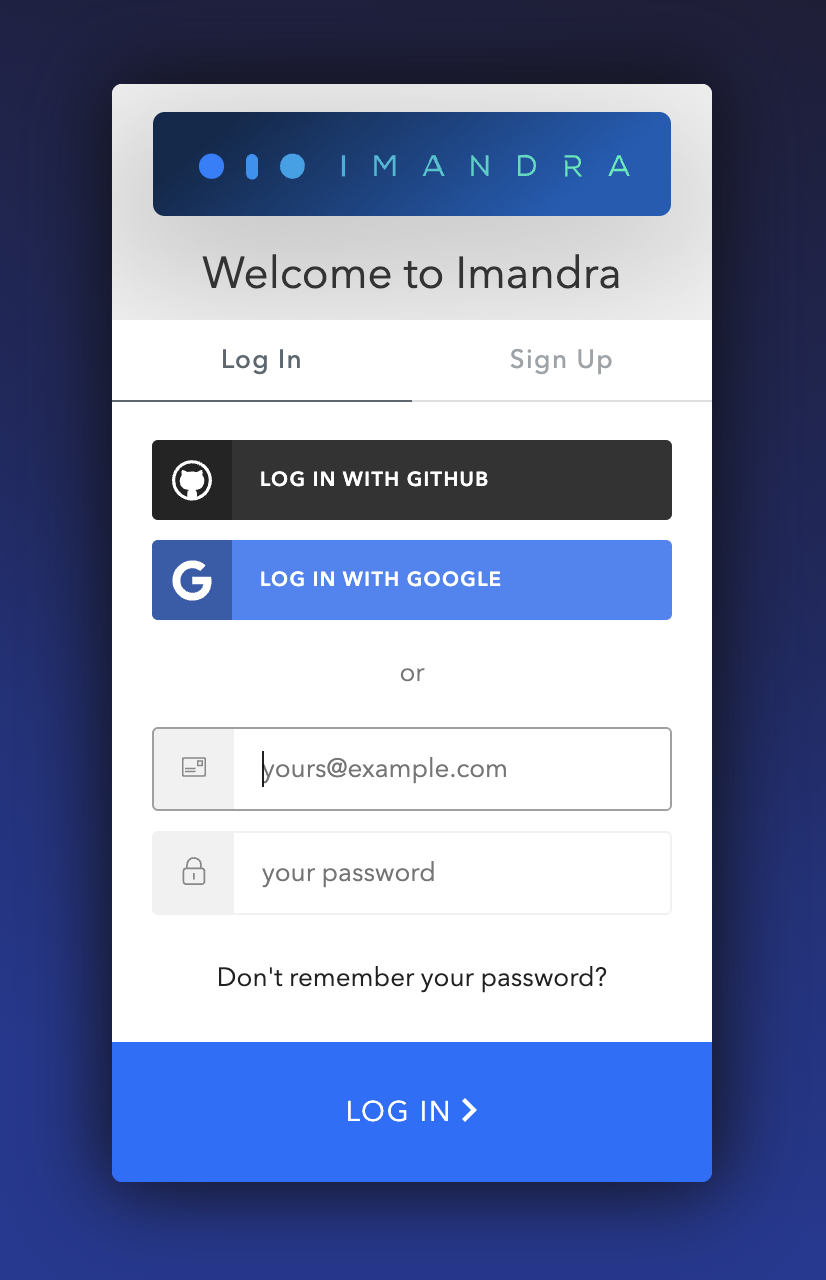 IMANDRA
Welcome to Imandra
Log In
Sign Up
LOG IN WITH GITHUB
LOG IN WITH GOOGLE
or
yours@example.com
your password
Don't remember your password?
LOG IN